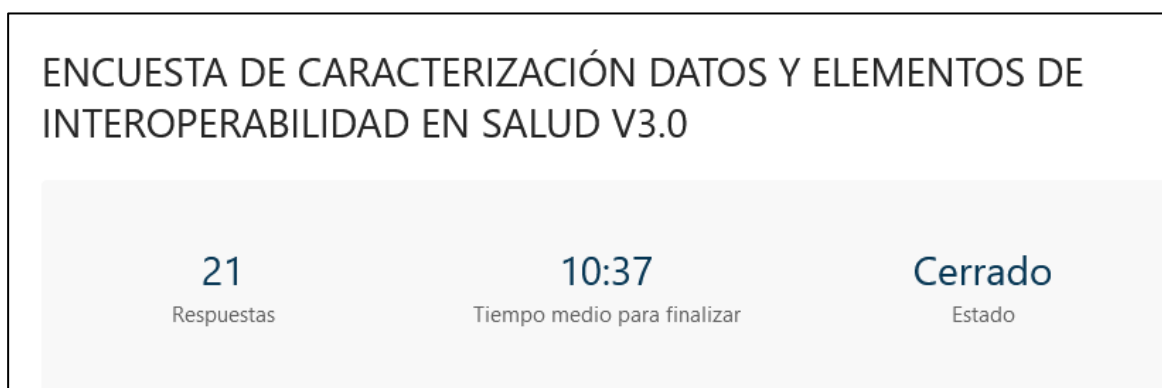 ENCUESTA DE CARACTERIZACIÓN DATOS Y ELEMENTOS DE
INTEROPERABILIDAD EN SALUD V3.0
21
Respuestas
10:37
Tiempo medio para finalizar
Cerrado
Estado